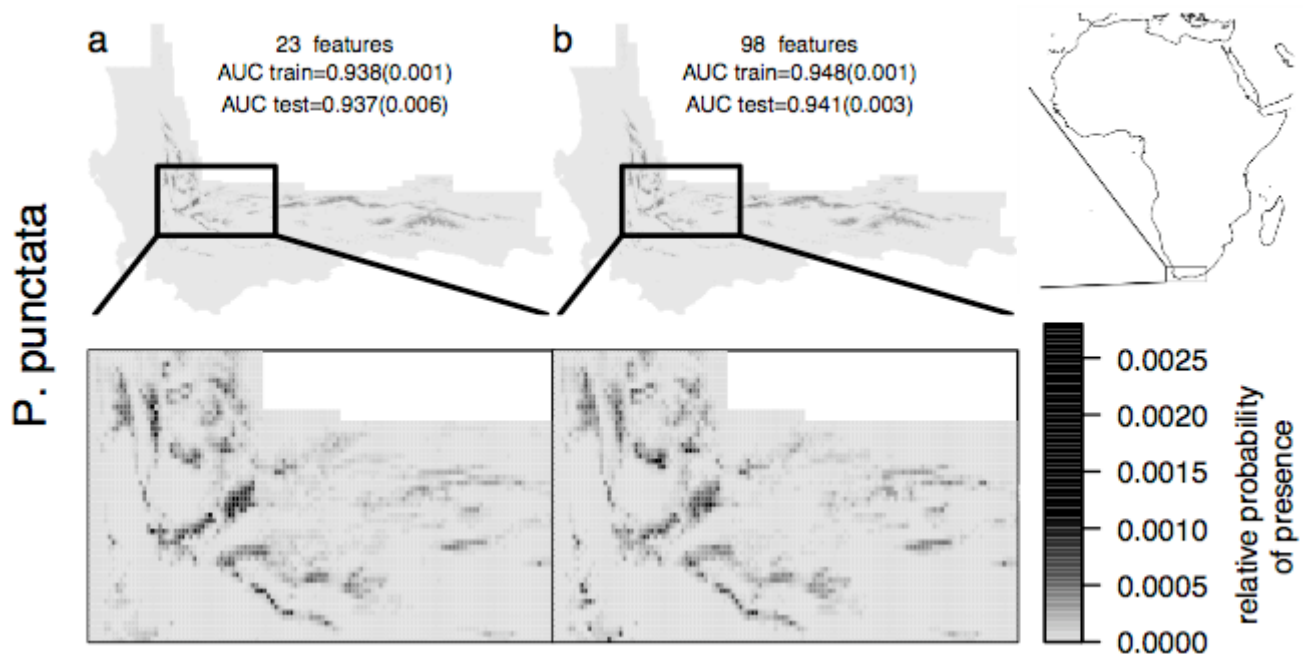 a
23 features
AUC train=0.938(0.001)
AUC test=0.937(0.006)
b
98 features
AUC train=0.948(0.001)
AUC test=0.941(0.003)
P. punctata
0.0025
0.0020
0.0015
0.0010
0.0005
0.0000
relative probability
of presence